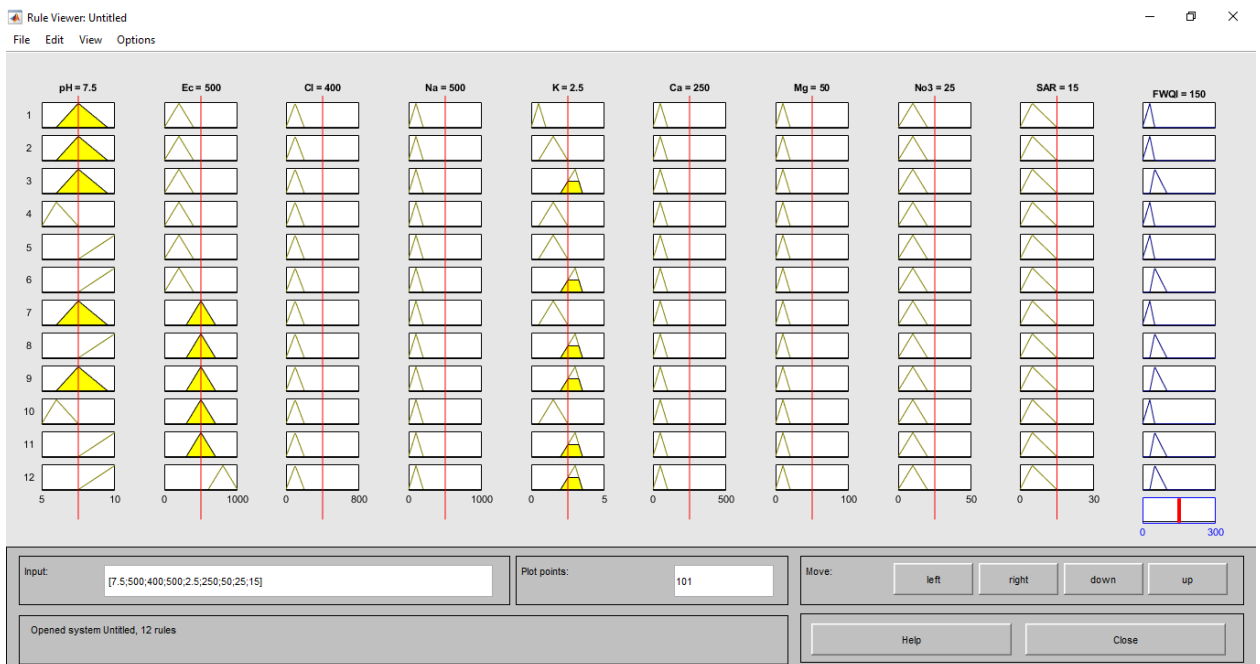 Rule Viewer: Untitled
File Edit View Options
pH = 7.5 Ec = 500 Cl = 400 Na = 500 K = 2.5 Ca = 250 Mg = 50 No3 = 25 SAR = 15 FWQI = 150
1
2
3
4
5
6
7
8
9
10
11
12
5 10 0 1000 0 800 0 1000 0 5 0 500 0 100 0 50 0 30
0 300
Input: [7.5;500;400;500;2.5;250;50;25;15] Plot points: 101 Move: left right down up
Opened system Untitled, 12 rules Help Close